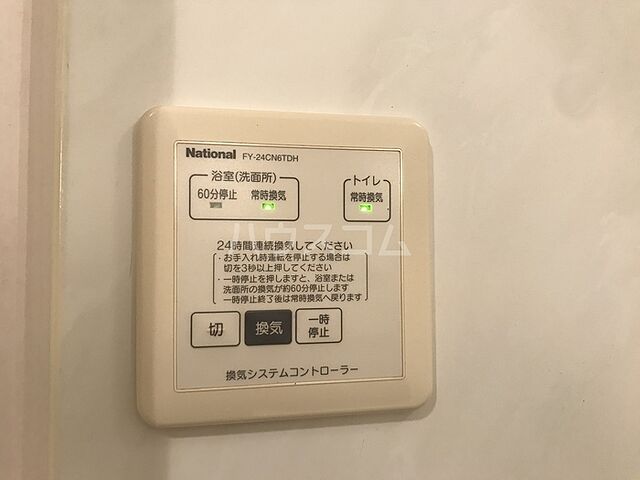 National FY-24CN6TDH
浴室(洗面所)
トイレ
60分停止 常時換気
常時換気
ハウスコム
24時間連続換気してください
・お手入れ時運転を停止する場合は
切を3秒以上押してください
・一時停止を押しますと、浴室または
洗面所の換気が約60分停止します
一時停止終了後は常時換気へ戻ります
切
換気
一時
停止
換気システムコントローラー